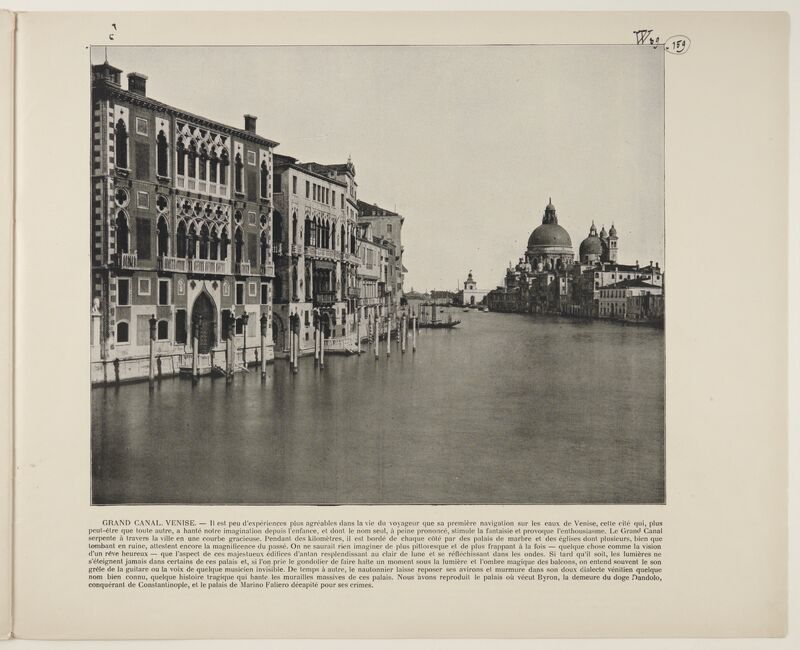 W 89
159
GRAND CANAL. VENISE. — Il est peu d'expériences plus agréables dans la vie du voyageur que sa première navigation sur les eaux de Venise, cette cité qui, plus
peut-être que toute autre, a hanté notre imagination depuis l'enfance, et dont le nom seul, à peine prononcé, stimule la fantaisie et provoque l'enthousiasme. Le Grand Canal
serpente à travers la ville en une courbe gracieuse. Pendant des kilomètres, il est bordé de chaque côté par des palais de marbre et des églises dont plusieurs, bien que
tombant en ruine, attestent encore la magnificence du passé. On ne saurait rien imaginer de plus pittoresque et de plus frappant à la fois — quelque chose comme la vision
d'un rêve heureux — que l'aspect de ces majestueux édifices d'antan resplendissant au clair de lune et se réfléchissant dans les ondes. Si tard qu'il soit, les lumières ne
s'éteignent jamais dans certains de ces palais et, si l'on prie le gondolier de faire halte un moment sous la lumière et l'ombre magique des balcons, on entend souvent le son
grêle de la guitare ou la voix de quelque musicien invisible. De temps à autre, le nautonnier laisse reposer ses avirons et murmure dans son doux dialecte vénitien quelque
nom bien connu, quelque histoire tragique qui hante les murailles massives de ces palais. Nous avons reproduit le palais où vécut Byron, la demeure du doge Dandolo,
conquérant de Constantinople, et le palais de Marino Faliero décapité pour ses crimes.